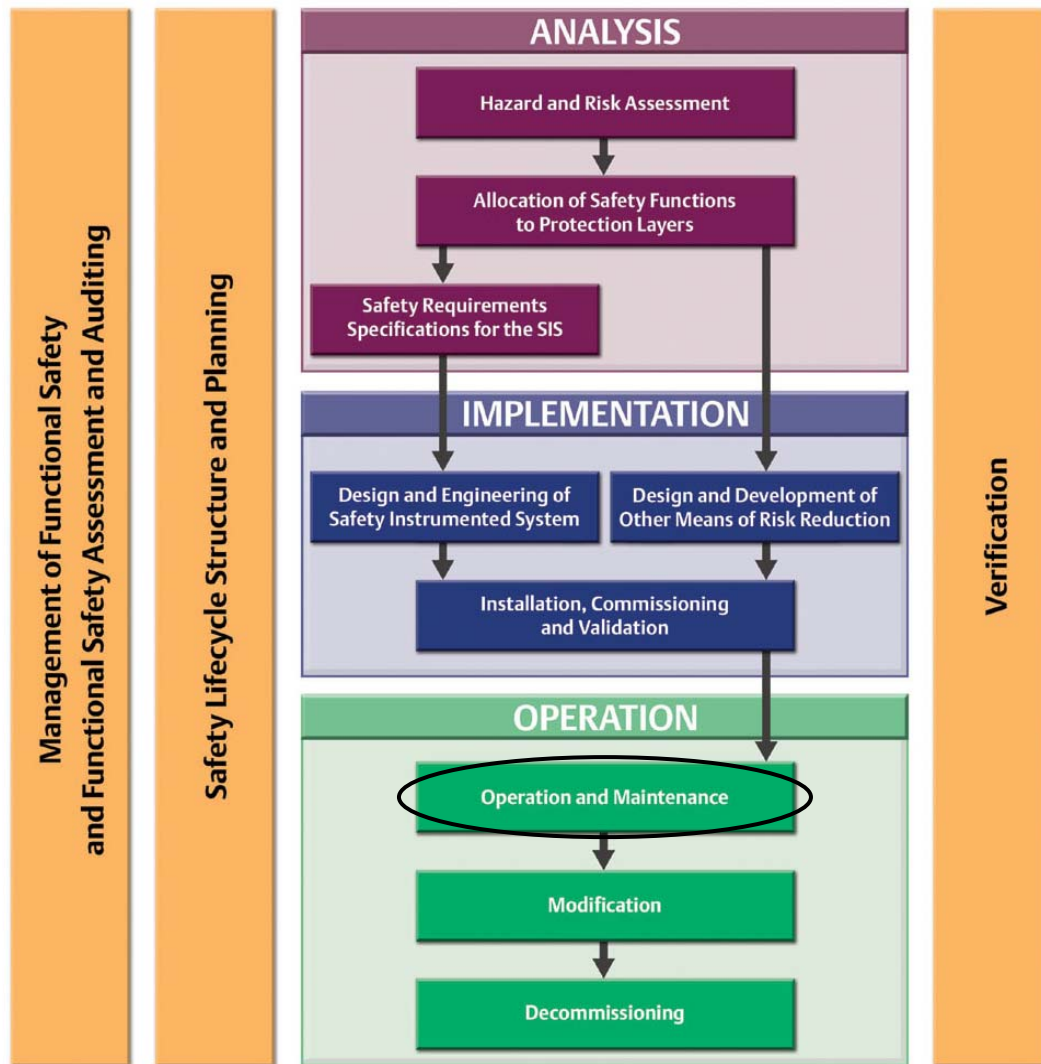 Management of Functional Safety
and Functional Safety Assessment and Auditing
Safety Lifecycle Structure and Planning
ANALYSIS
Hazard and Risk Assessment
Allocation of Safety Functions
to Protection Layers
Safety Requirements
Specifications for the SIS
IMPLEMENTATION
Design and Engineering of
Safety Instrumented System
Design and Development of
Other Means of Risk Reduction
Installation, Commissioning
and Validation
OPERATION
Operation and Maintenance
Modification
Decommissioning
Verification